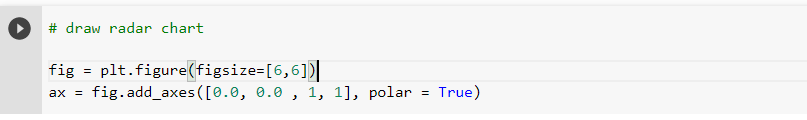 # draw radar chart
fig = plt.figure(figsize=[6,6])
ax = fig.add_axes([0.0, 0.0 , 1, 1], polar = True)